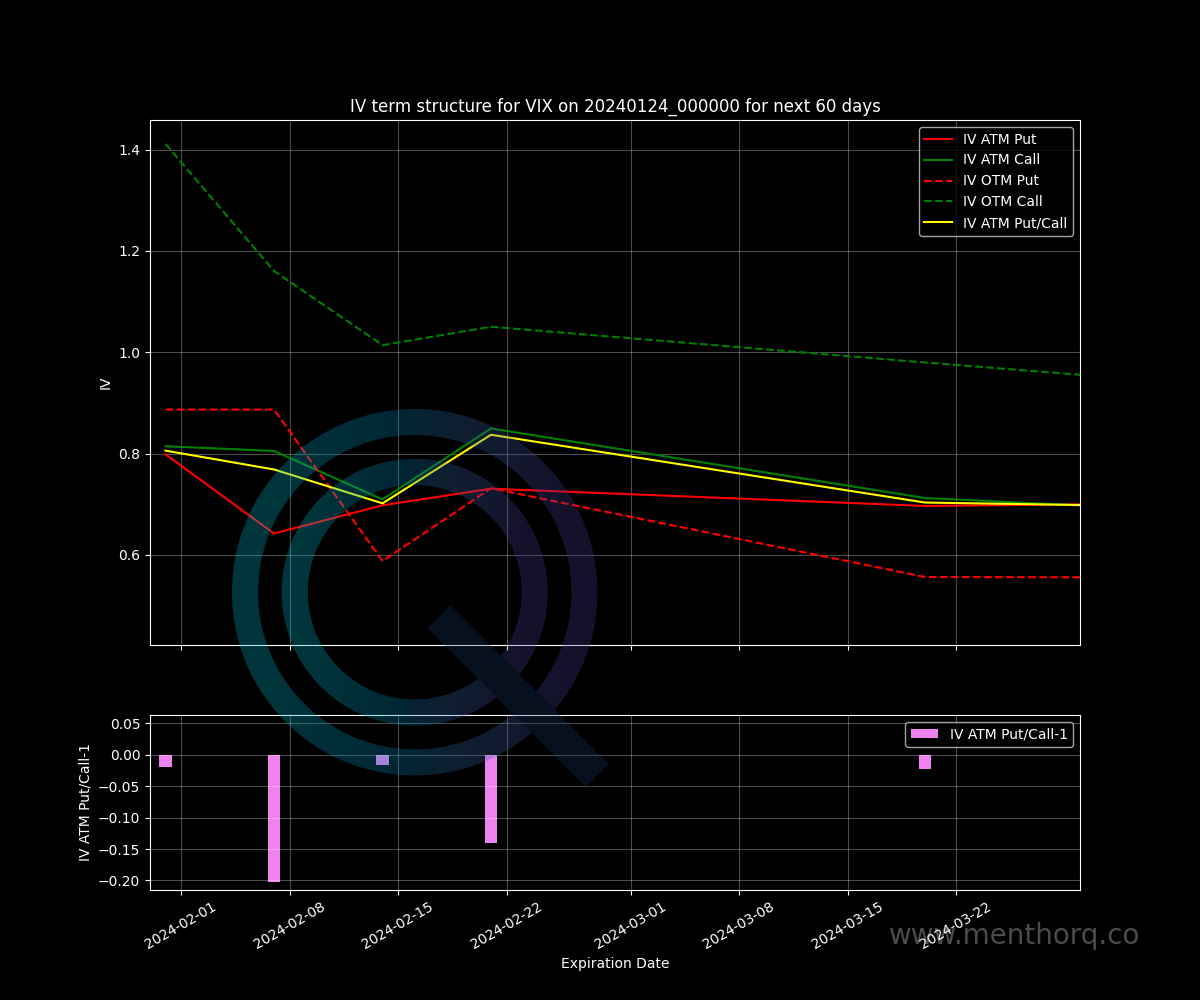 IV term structure for VIX on 20240124_000000 for next 60 days
IV ATM Put
IV ATM Call
IV OTM Put
IV OTM Call
IV ATM Put/Call
1.4
1.2
1.0
0.8
0.6
IV
IV ATM Put/Call-1
0.05
0.00
−0.05
−0.10
−0.15
−0.20
IV ATM Put/Call-1
2024-02-01
2024-02-08
2024-02-15
2024-02-22
2024-03-01
2024-03-08
2024-03-15
2024-03-22
Expiration Date
www.menthorq.co